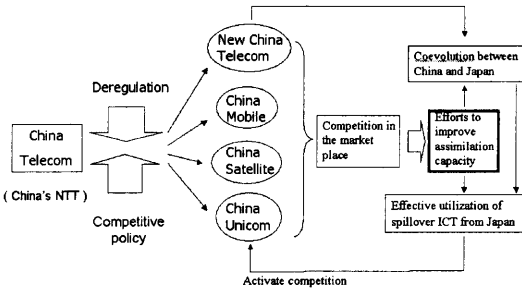 New China
Telecom
Coevolution between
China and Japan
Deregulation
China
Mobile
China
Telecom
Competition in
the market
place
Efforts to
improve
assimilation
capacity
China
Satellite
( China's NTT )
Competitive
policy
China
Unicom
Effective utilization of
spillover ICT from Japan
Activate competition